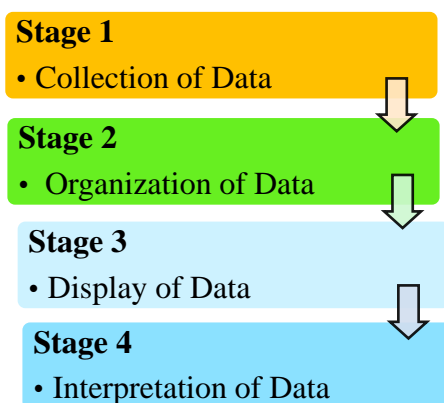 Stage 1
• Collection of Data
Stage 2
• Organization of Data
Stage 3
• Display of Data
Stage 4
• Interpretation of Data